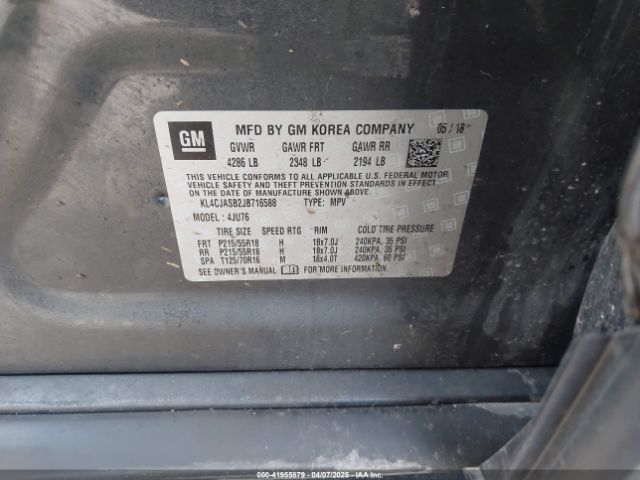 GM
MFD BY GM KOREA COMPANY 05/18
GVWR GAWR FRT GAWR RR
4286 LB 2348 LB 2194 LB
THIS VEHICLE CONFORMS TO ALL APPLICABLE U.S. FEDERAL MOTOR
VEHICLE SAFETY AND THEFT PREVENTION STANDARDS IN EFFECT ON
THE DATE OF MANUFACTURE SHOWN ABOVE.
KL4CJASB2JB716588 TYPE: MPV
MODEL: 4JU76
TIRE SIZE SPEED RTG RIM COLD TIRE PRESSURE
FRT P215/55R18 H 18x7.0J 240KPA, 35 PSI
RR P215/55R18 H 18x7.0J 240KPA, 35 PSI
SPA T125/70R16 M 16x4.0T 420KPA, 60 PSI
SEE OWNER'S MANUAL FOR MORE INFORMATION.
000-41955879 - 04/07/2025 - IAAI.COM